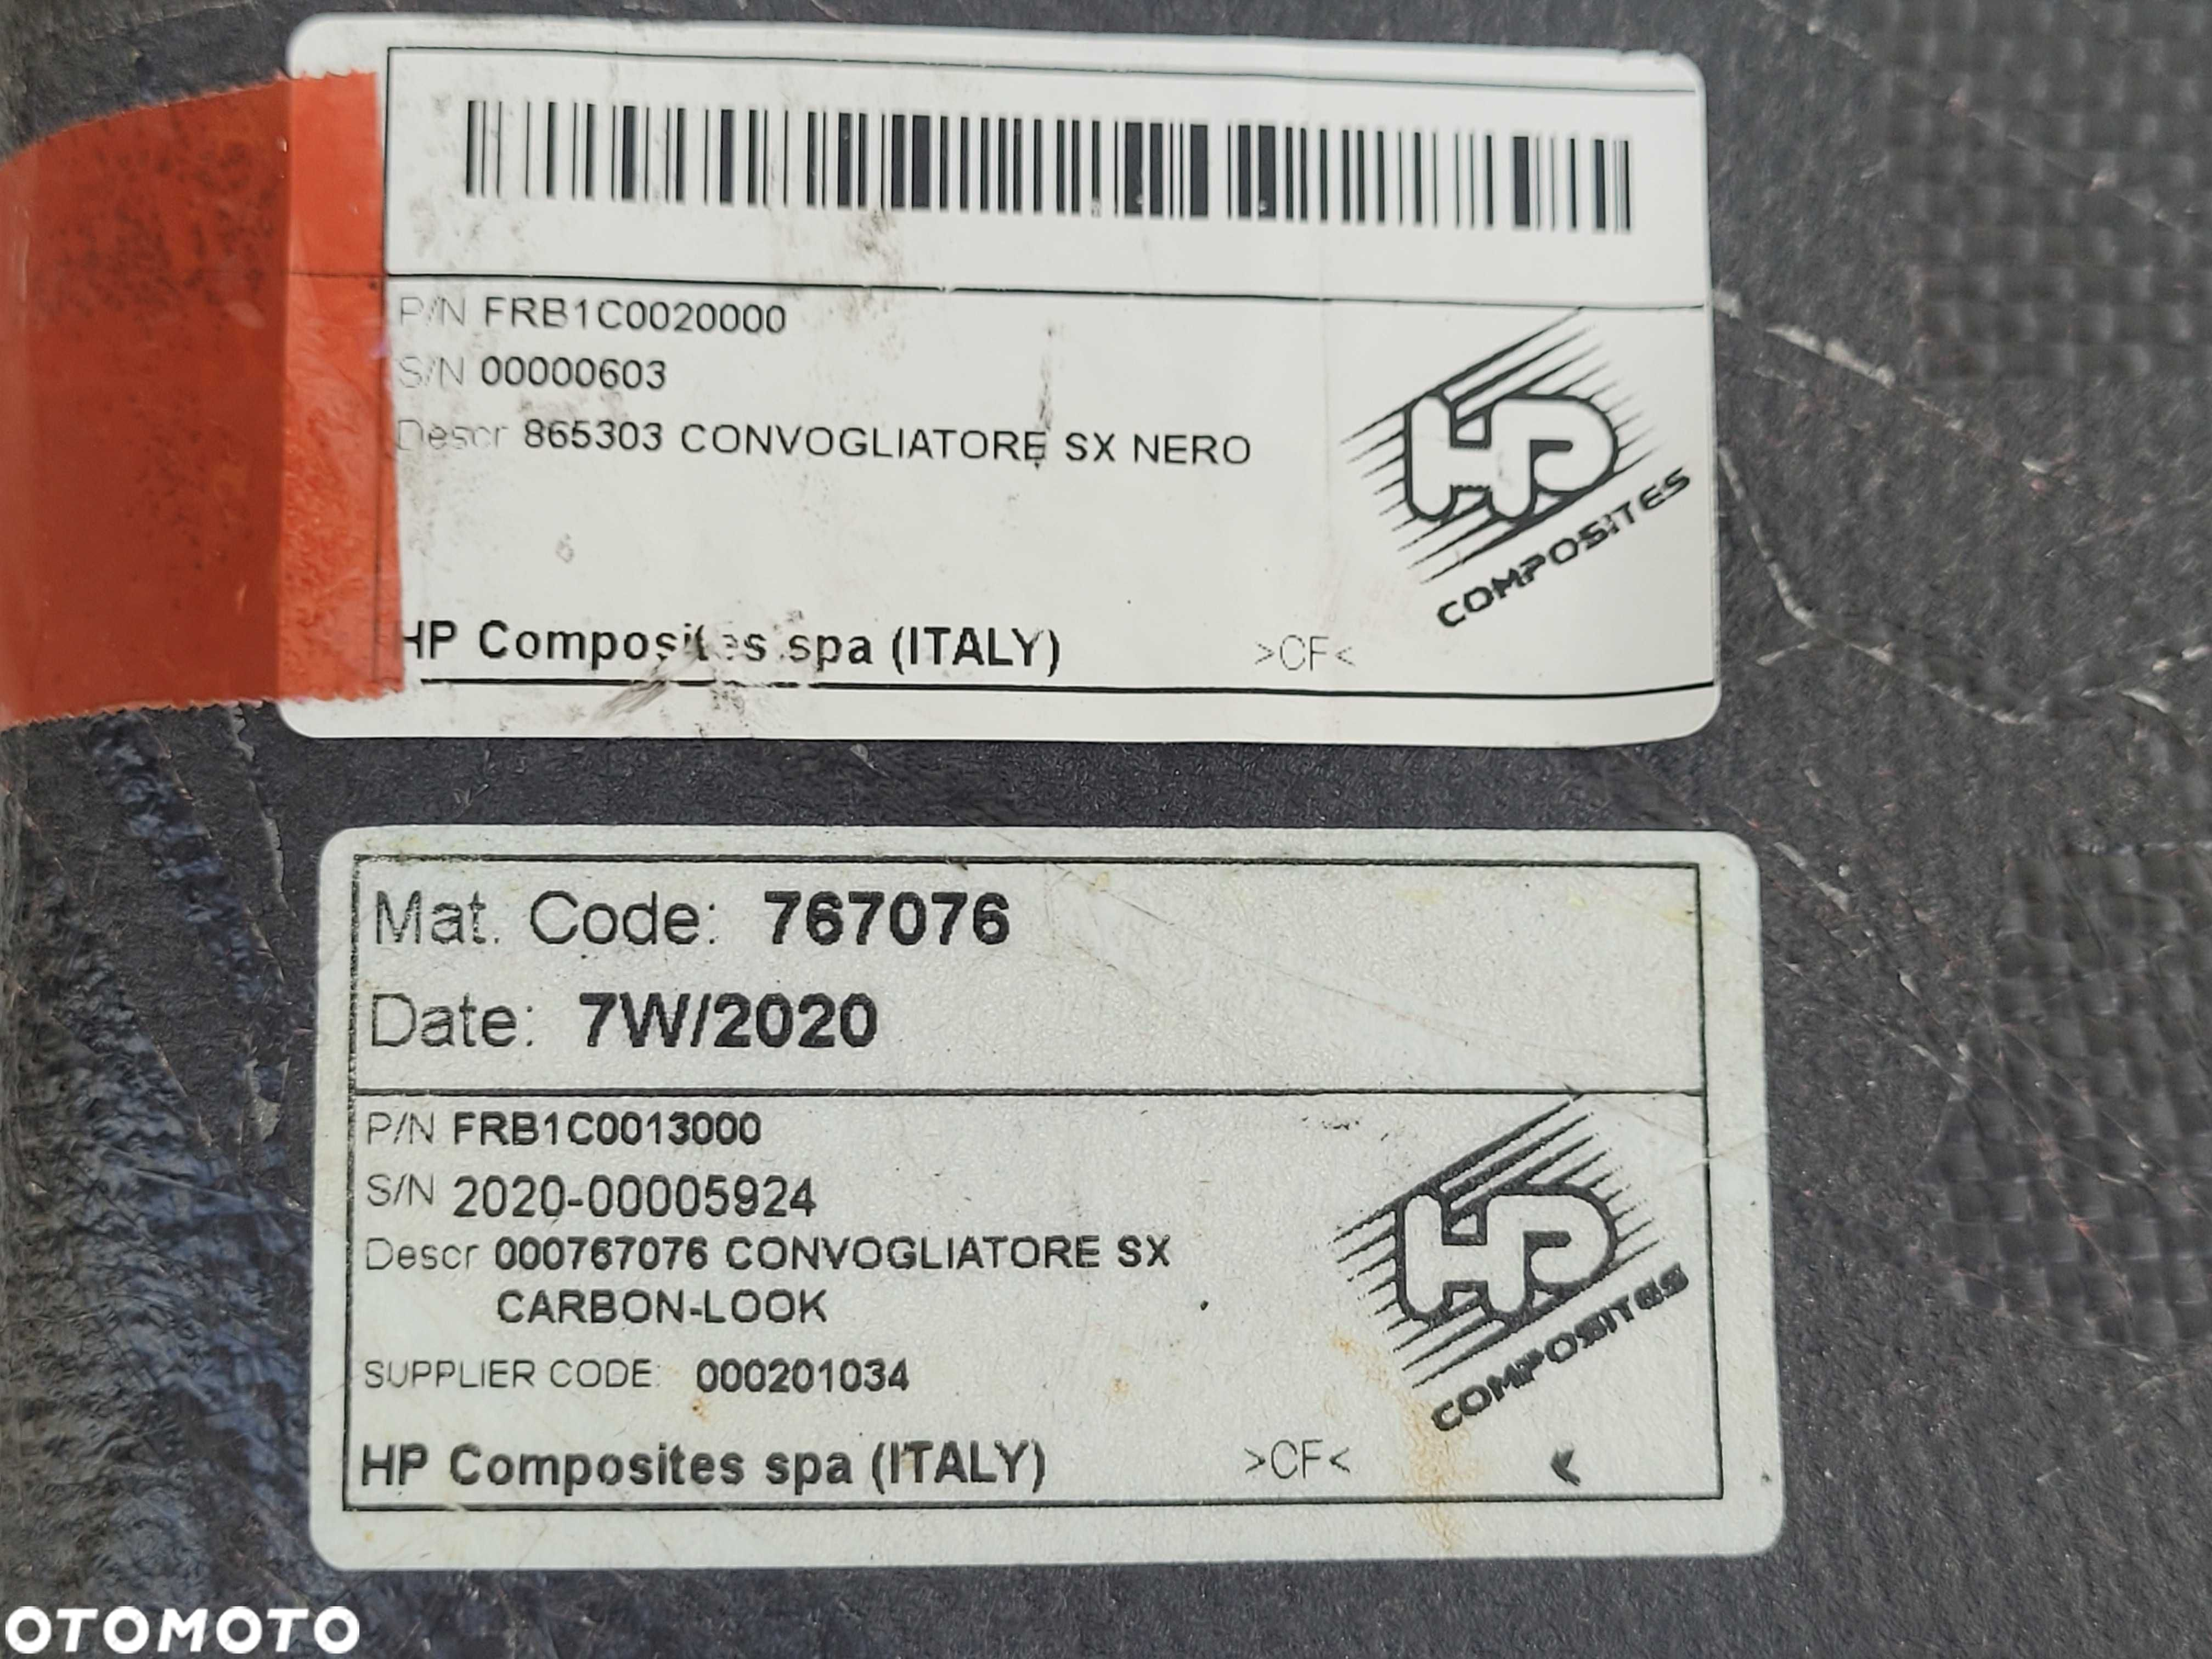 P/N FRB1C0020000
S/N 00000603
Descr 865303 CONVOGLIATORE SX NERO
HP COMPOSITES
HP Composites spa (ITALY) >CF<
Mat. Code: 767076
Date: 7W/2020
P/N FRB1C0013000
S/N 2020-00005924
Descr 000767076 CONVOGLIATORE SX
CARBON-LOOK
SUPPLIER CODE: 000201034
HP COMPOSITES
HP Composites spa (ITALY) >CF<
OTOMOTO